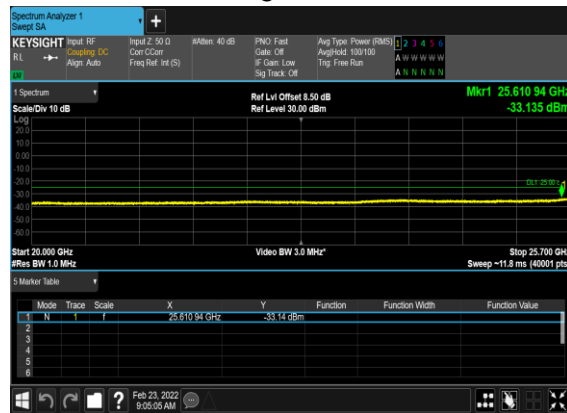 Spectrum Analyzer 1
Swept SA
+
KEYSIGHT Input: RF Input Z: 50 Ω #Atten: 40 dB PNO: Fast Avg Type: Power (RMS) 1 2 3 4 5 6
RL Coupling: DC Corr CCorr Gate: Off Avg|Hold: 100/100 A W W W W W
Align: Auto Freq Ref: Int (S) IF Gain: Low Trig: Free Run
Sig Track: Off A N N N N N
1 Spectrum Ref Lvl Offset 8.50 dB Mkr1 25.610 94 GHz
Scale/Div 10 dB Ref Level 30.00 dBm -33.135 dBm
Log
20.0
10.0
0.00
-10.0
-20.0 DL1 -25.00
-30.0
-40.0
-50.0
-60.0
Start 20.000 GHz Video BW 3.0 MHz* Stop 25.700 GHz
#Res BW 1.0 MHz Sweep ~11.8 ms (40001 pts)
5 Marker Table
Mode Trace Scale X Y Function Function Width Function Value
1 N 1 f 25.610 94 GHz -33.14 dBm
2
3
4
5
6
? Feb 23, 2022
9:05:05 AM